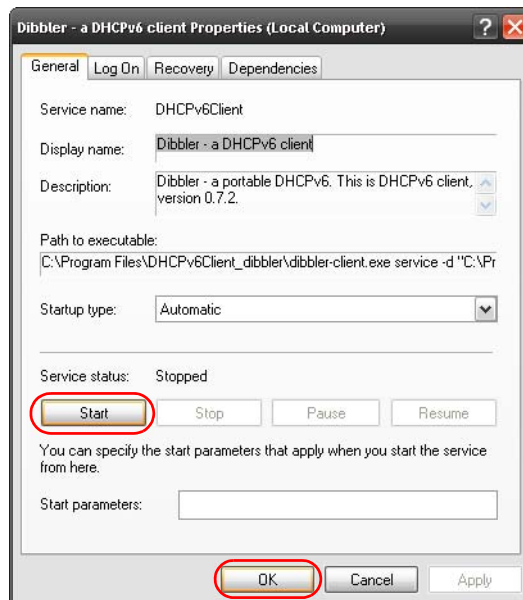 Dibbler - a DHCPv6 client Properties (Local Computer)
General Log On Recovery Dependencies
Service name: DHCPv6Client
Display name: Dibbler - a DHCPv6 client
Description: Dibbler - a portable DHCPv6. This is DHCPv6 client,
version 0.7.2.
Path to executable:
C:\Program Files\DHCPv6Client_dibbler\dibbler-client.exe service -d "C:\Pr
Startup type: Automatic
Service status: Stopped
Start Stop Pause Resume
You can specify the start parameters that apply when you start the service
from here.
Start parameters:
OK Cancel Apply